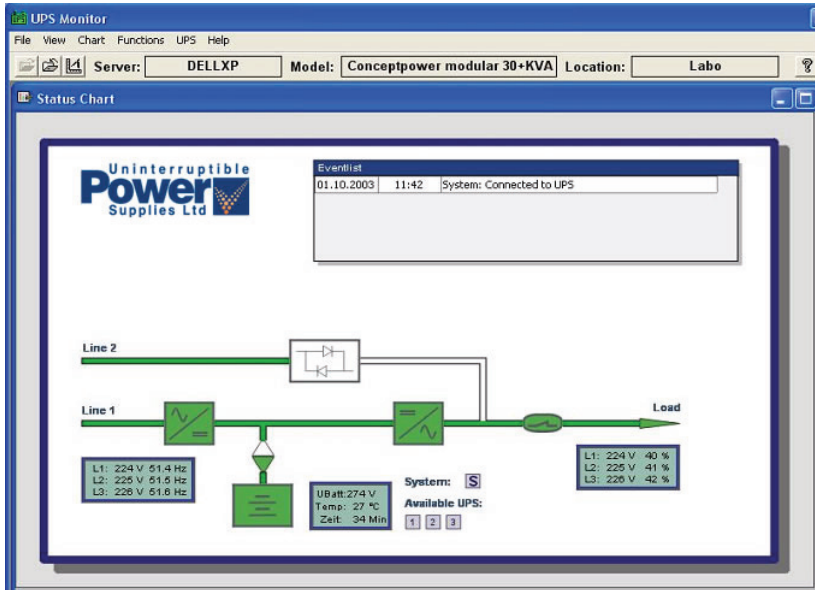 UPS Monitor
File View Chart Functions UPS Help
Server: DELLXP Model: Conceptpower modular 30+KVA Location: Labo ?
Status Chart
Uninterruptible
Power
Supplies Ltd
Eventlist
01.10.2003 11:42 System: Connected to UPS
Line 2
Line 1
Load
L1: 224 V 51.4 Hz
L2: 225 V 51.5 Hz
L3: 226 V 51.6 Hz
UBatt:274 V
Temp: 27 ºC
Zeit: 34 Min
System: S
Available UPS:
1 2 3
L1: 224 V 40 %
L2: 225 V 41 %
L3: 226 V 42 %